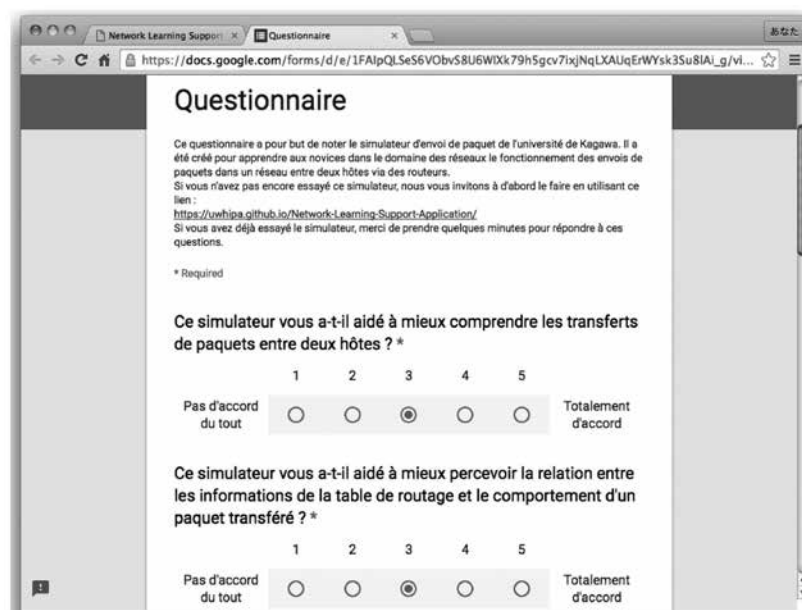 Network Learning Support
Questionnaire
あなた
https://docs.google.com/forms/d/e/1FAIpQLSeS6VObvS8U6WlXk79h5gcv7ixjNqLXAUqErWYsk3Su8lAi_g/vi...
Questionnaire
Ce questionnaire a pour but de noter le simulateur d'envoi de paquet de l'université de Kagawa. Il a
été créé pour apprendre aux novices dans le domaine des réseaux le fonctionnement des envois de
paquets dans un réseau entre deux hôtes via des routeurs.
Si vous n'avez pas encore essayé ce simulateur, nous vous invitons à d'abord le faire en utilisant ce
lien :
https://uwhipa.github.io/Network-Learning-Support-Application/
Si vous avez déjà essayé le simulateur, merci de prendre quelques minutes pour répondre à ces
questions.
* Required
Ce simulateur vous a-t-il aidé à mieux comprendre les transferts
de paquets entre deux hôtes ? *
1 2 3 4 5
Pas d'accord
du tout
Totalement
d'accord
Ce simulateur vous a-t-il aidé à mieux percevoir la relation entre
les informations de la table de routage et le comportement d'un
paquet transféré ? *
1 2 3 4 5
Pas d'accord
du tout
Totalement
d'accord